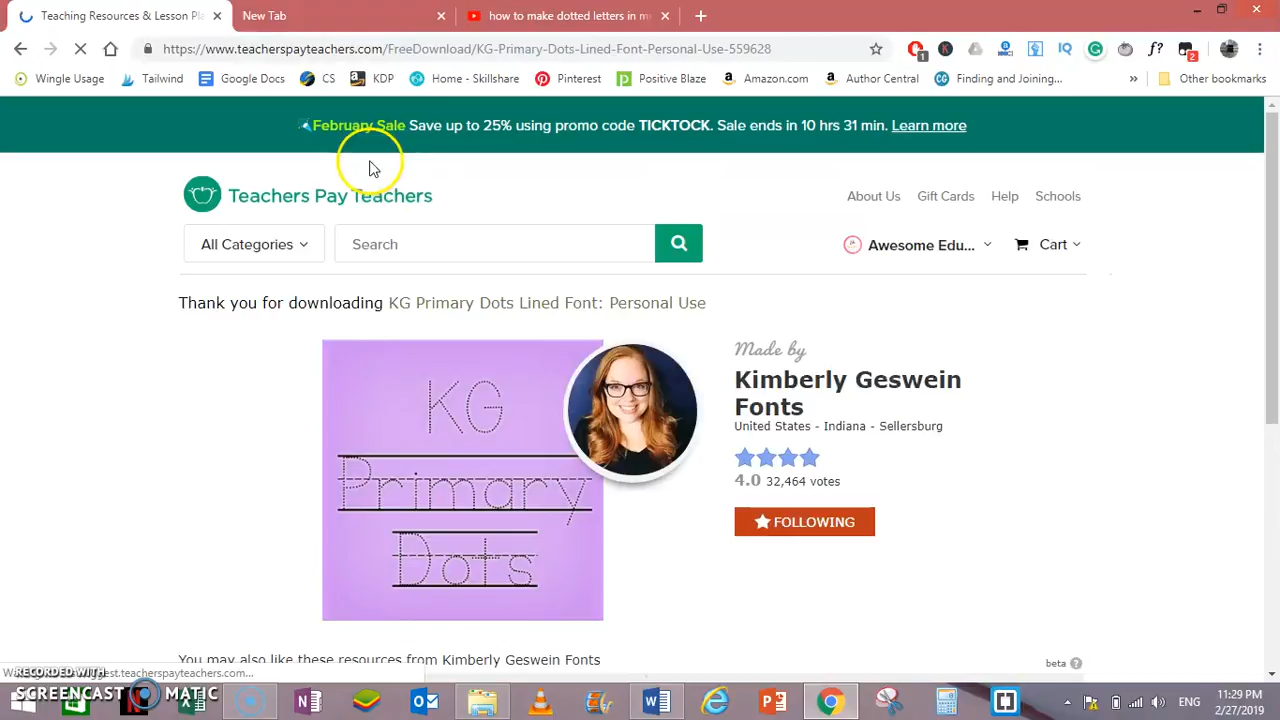 Teaching Resources & Lesson Pla
New Tab
how to make dotted letters in m
https://www.teacherspayteachers.com/FreeDownload/KG-Primary-Dots-Lined-Font-Personal-Use-559628
Wingle Usage
Tailwind
Google Docs
CS
KDP
Home - Skillshare
Pinterest
Positive Blaze
Amazon.com
Author Central
Finding and Joining...
Other bookmarks
February Sale Save up to 25% using promo code TICKTOCK. Sale ends in 10 hrs 31 min. Learn more
Teachers Pay Teachers
About Us
Gift Cards
Help
Schools
All Categories
Search
Awesome Edu...
Cart
Thank you for downloading KG Primary Dots Lined Font: Personal Use
KG
Primary
Dots
Made by
Kimberly Geswein
Fonts
United States - Indiana - Sellersburg
4.0 32,464 votes
FOLLOWING
You may also like these resources from Kimberly Geswein Fonts
beta
RECORDED WITH
SCREENCAST MATIC
ENG
11:29 PM
2/27/2019